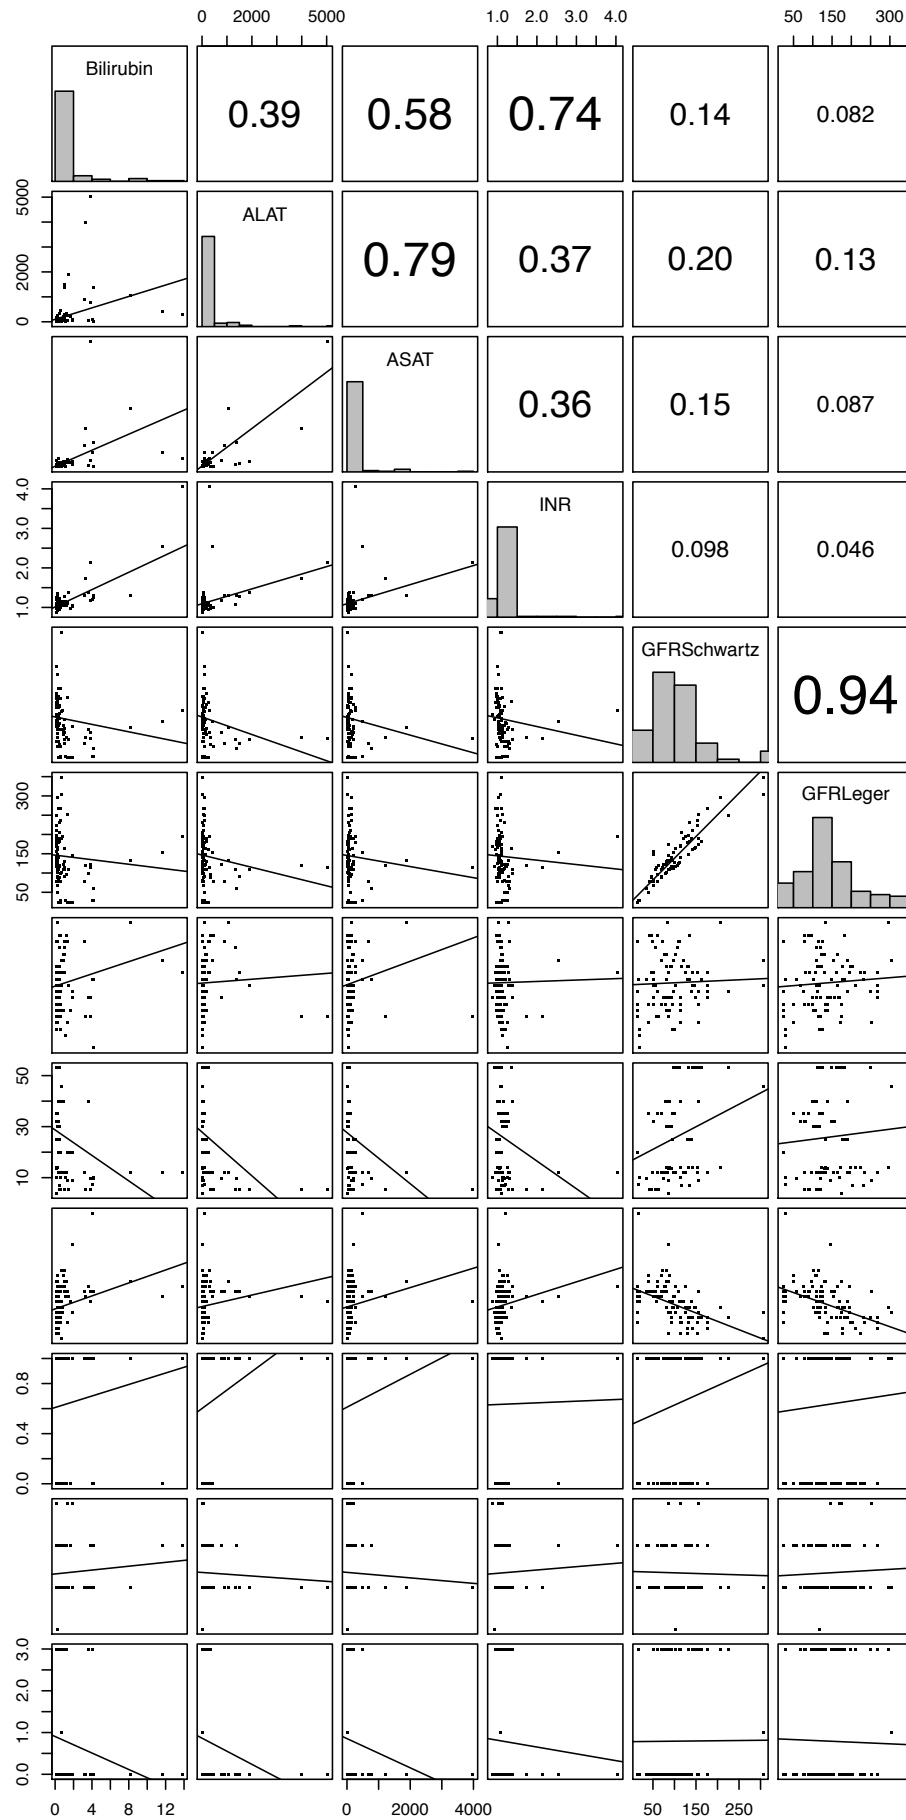 0 2000 5000 1.0 2.0 3.0 4.0 50 150 300
Bilirubin 0.39 0.58 0.74 0.14 0.082
0 2000 5000
ALAT 0.79 0.37 0.20 0.13
ASAT 0.36 0.15 0.087
1.0 2.0 3.0 4.0
INR 0.098 0.046
GFRSchwartz 0.94
50 150 300
GFRLeger
10 30 50
0.0 0.4 0.8
0.0 1.0 2.0 3.0
0 4 8 12 0 2000 4000 50 150 250